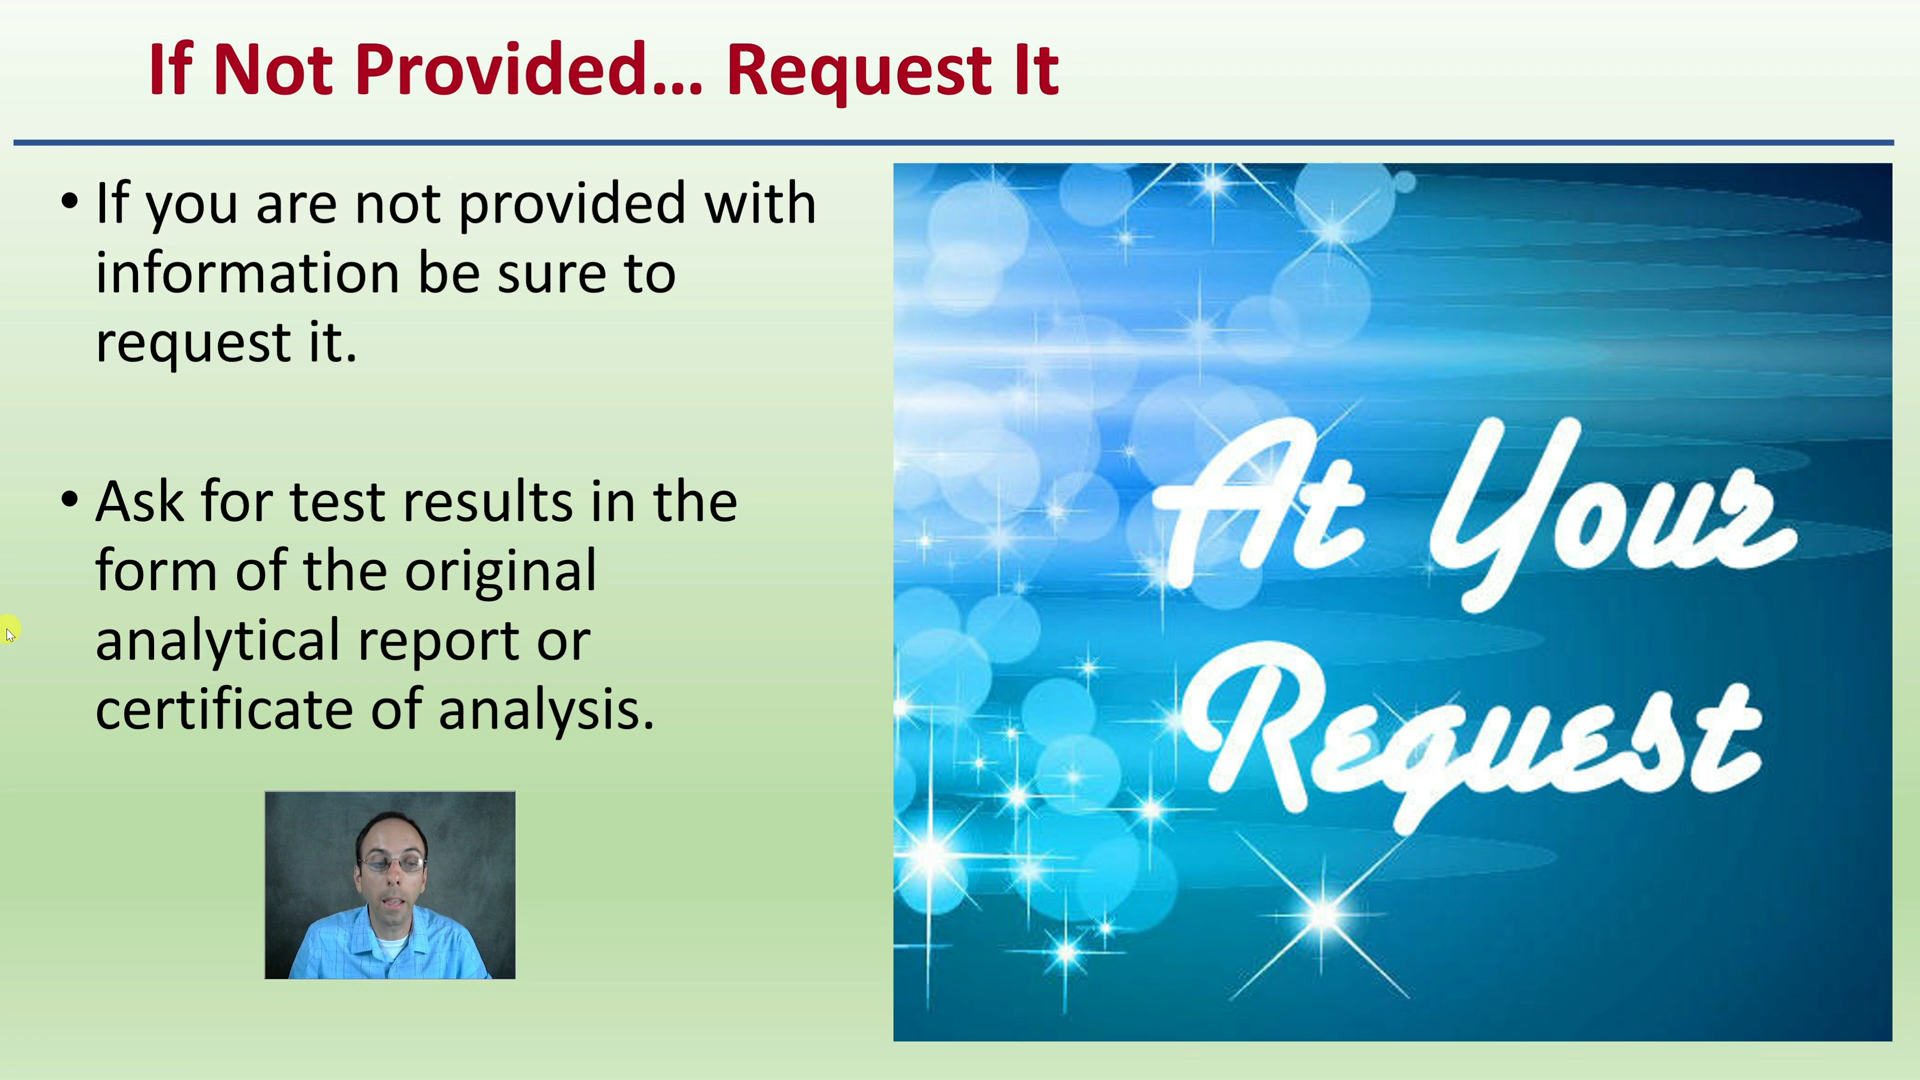 If Not Provided... Request It
• If you are not provided with
information be sure to
request it.
• Ask for test results in the
form of the original
analytical report or
certificate of analysis.
At Your
Request